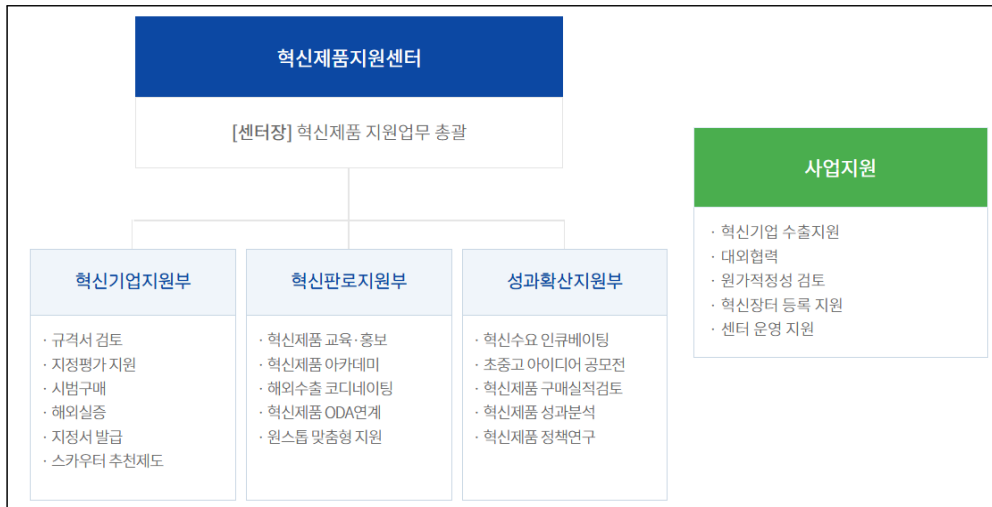 혁신제품지원센터
[센터장] 혁신제품 지원업무 총괄
사업지원
· 혁신기업 수출지원
· 대외협력
· 원가적정성 검토
· 혁신장터 등록 지원
· 센터 운영 지원
혁신기업지원부
· 규격서 검토
· 지정평가 지원
· 시범구매
· 해외실증
· 지정서 발급
· 스카우터 추천제도
혁신판로지원부
· 혁신제품 교육·홍보
· 혁신제품 아카데미
· 해외수출 코디네이팅
· 혁신제품 ODA연계
· 원스톱 맞춤형 지원
성과확산지원부
· 혁신수요 인큐베이팅
· 초중고 아이디어 공모전
· 혁신제품 구매실적검토
· 혁신제품 성과분석
· 혁신제품 정책연구